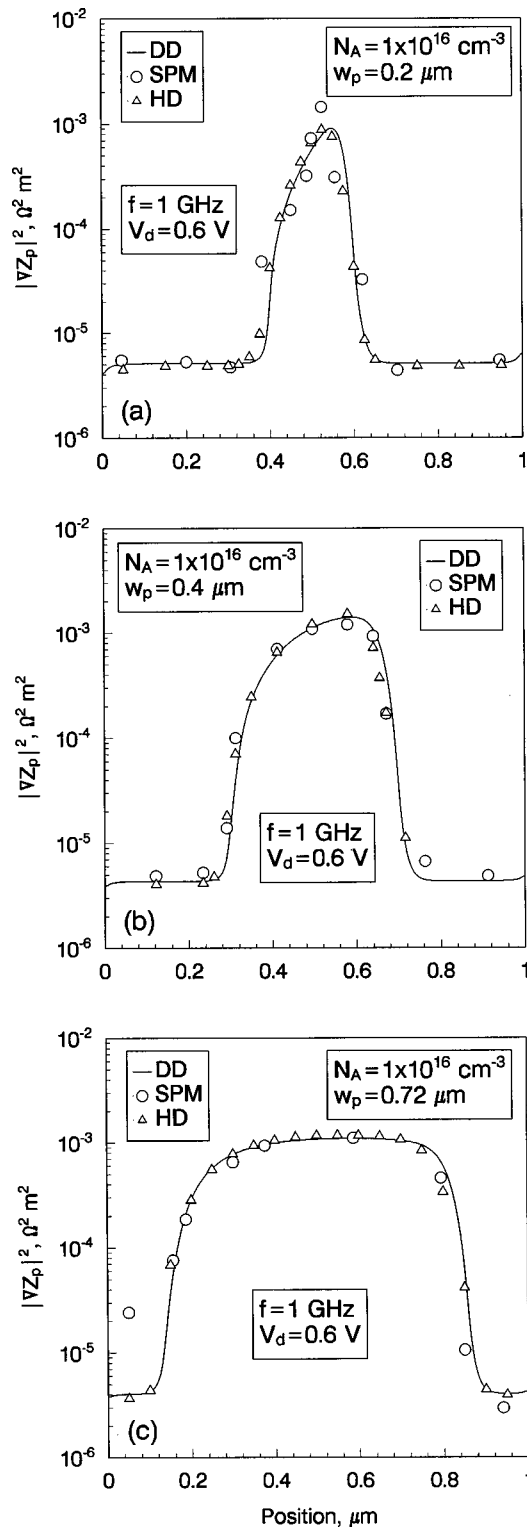 10⁻²
DD
SPM
HD
N_A=1x10¹⁶ cm⁻³
w_p=0.2 μm
10⁻³
f=1 GHz
V_d=0.6 V
10⁻⁴
|∇Z_p|², Ω² m
10⁻⁵
(a)
10⁻⁶
0 0.2 0.4 0.6 0.8 1
10⁻²
N_A=1x10¹⁶ cm⁻³
w_p=0.4 μm
DD
SPM
HD
10⁻³
|∇Z_p|², Ω² m
10⁻⁴
f=1 GHz
V_d=0.6 V
10⁻⁵
(b)
10⁻⁶
0 0.2 0.4 0.6 0.8 1
10⁻²
DD
SPM
HD
N_A=1x10¹⁶ cm⁻³
w_p=0.72 μm
10⁻³
|∇Z_p|², Ω² m
10⁻⁴
f=1 GHz
V_d=0.6 V
10⁻⁵
(c)
10⁻⁶
0 0.2 0.4 0.6 0.8 1
Position, μm